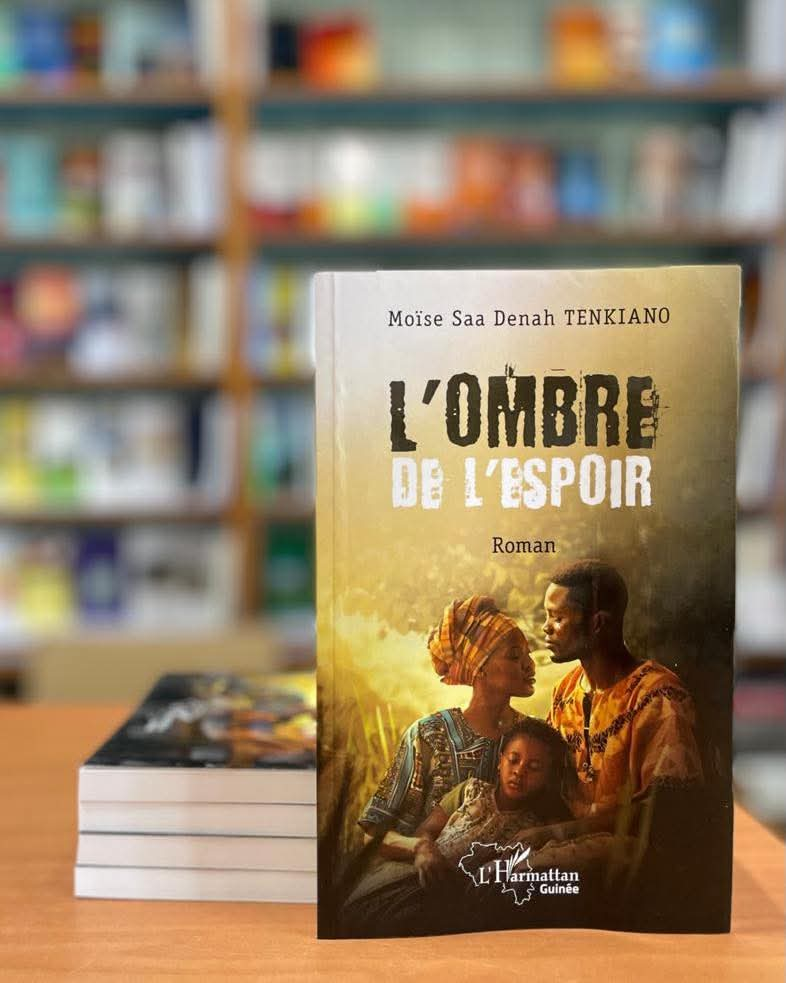 Moïse Saa Denah TENKIANO
L'OMBRE
DE L'ESPOIR
Roman
L'Harmattan
Guinée